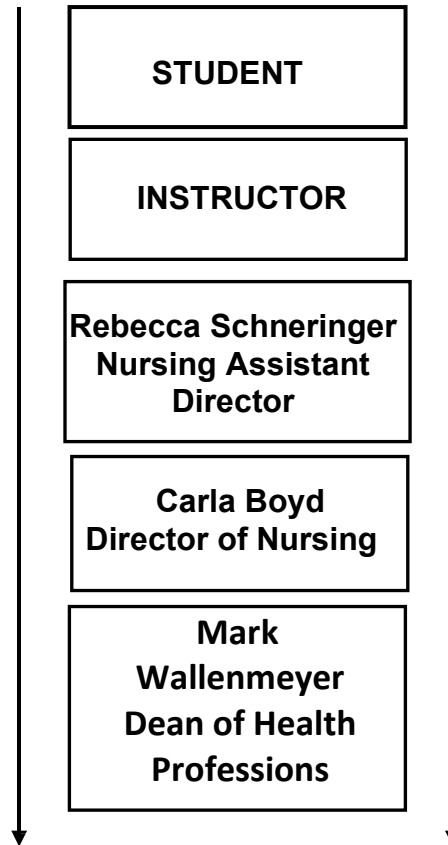 STUDENT
INSTRUCTOR
Rebecca Schneringer
Nursing Assistant
Director
Carla Boyd
Director of Nursing
Mark
Wallenmeyer
Dean of Health
Professions